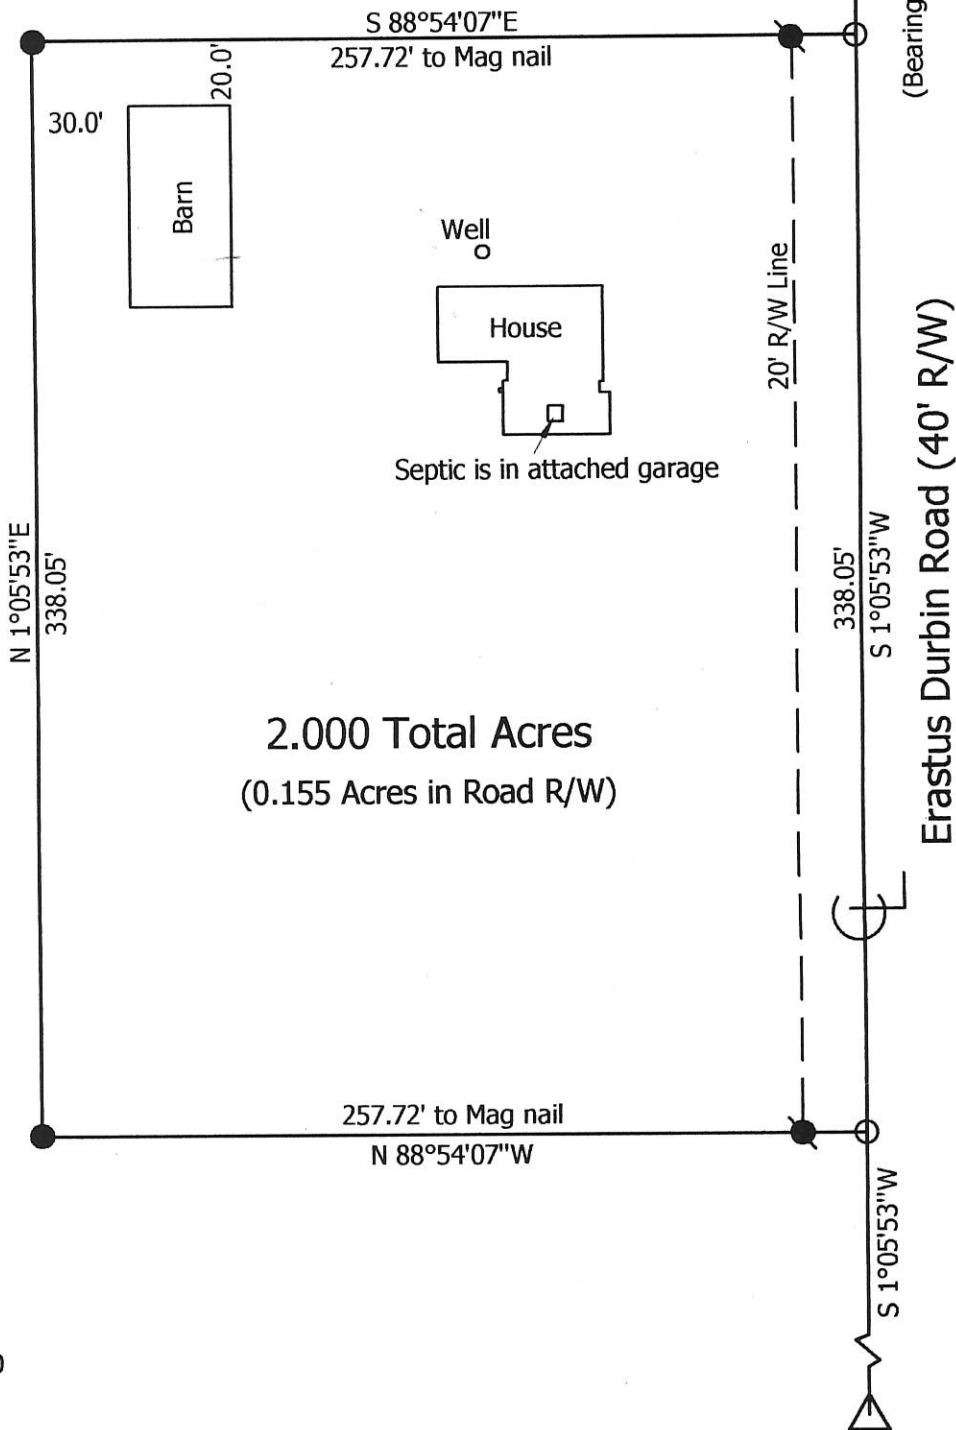 S 88°54'07"E
257.72' to Mag nail
(Bearing
20.0'
30.0'
Barn
Well
House
20' R/W Line
Septic is in attached garage
N 1°05'53"E
338.05'
338.05'
S 1°05'53"W
Erastus Durbin Road (40' R/W)
2.000 Total Acres
(0.155 Acres in Road R/W)
257.72' to Mag nail
N 88°54'07"W
S 1°05'53"W